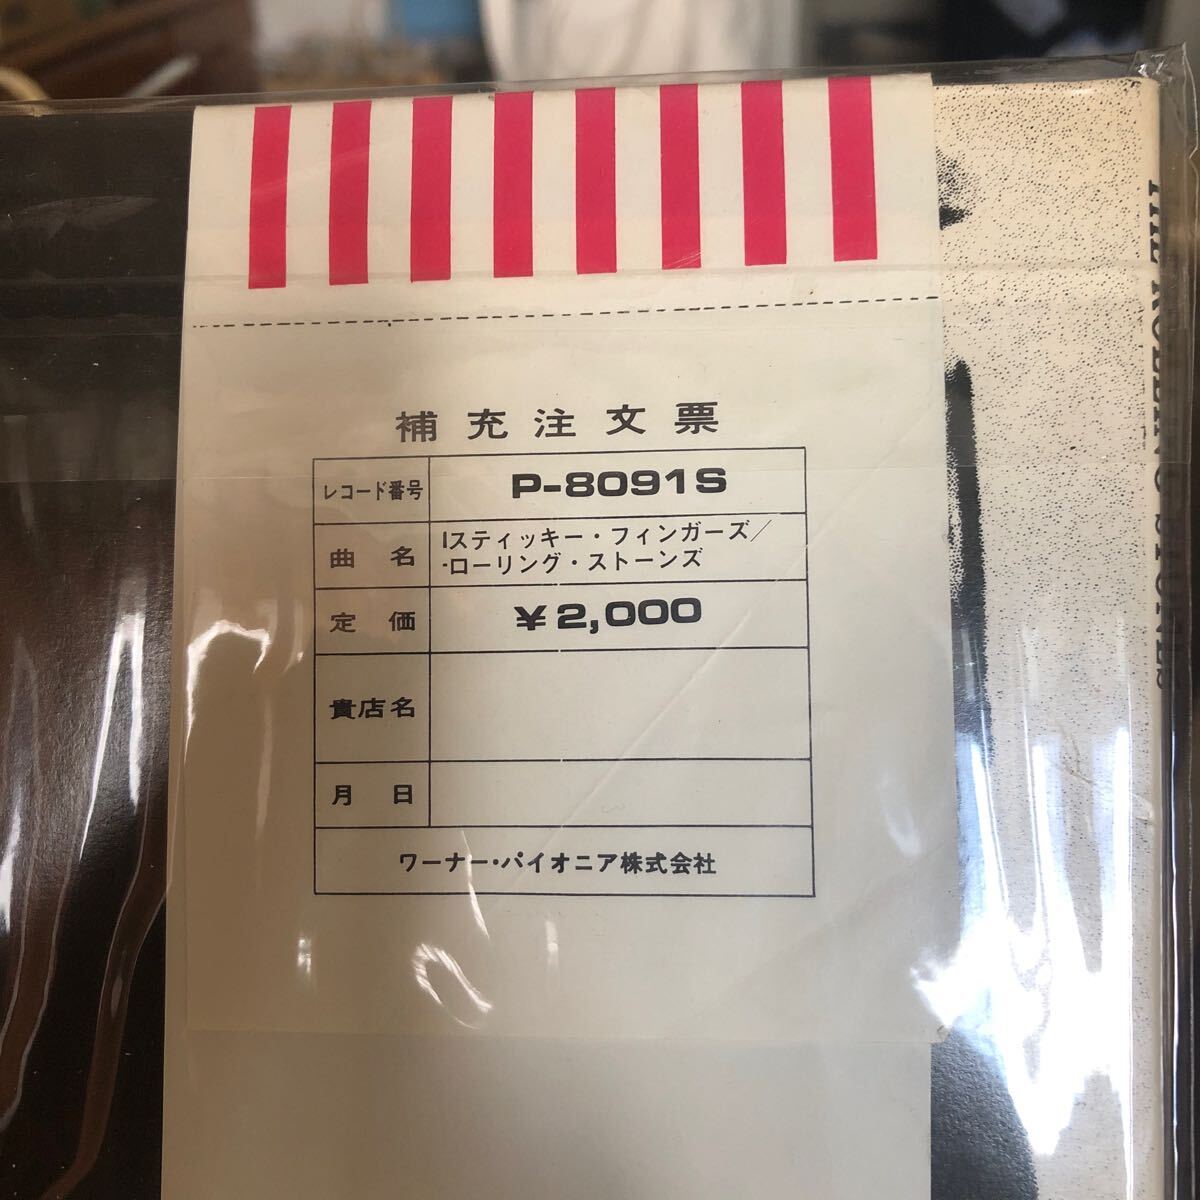 補充注文票
レコード番号 P-8091S
曲名 スティッキー・フィンガーズ／
ローリング・ストーンズ
定価 ¥2,000
貴店名
月日
ワーナー・パイオニア株式会社
THE ROLLING STONES